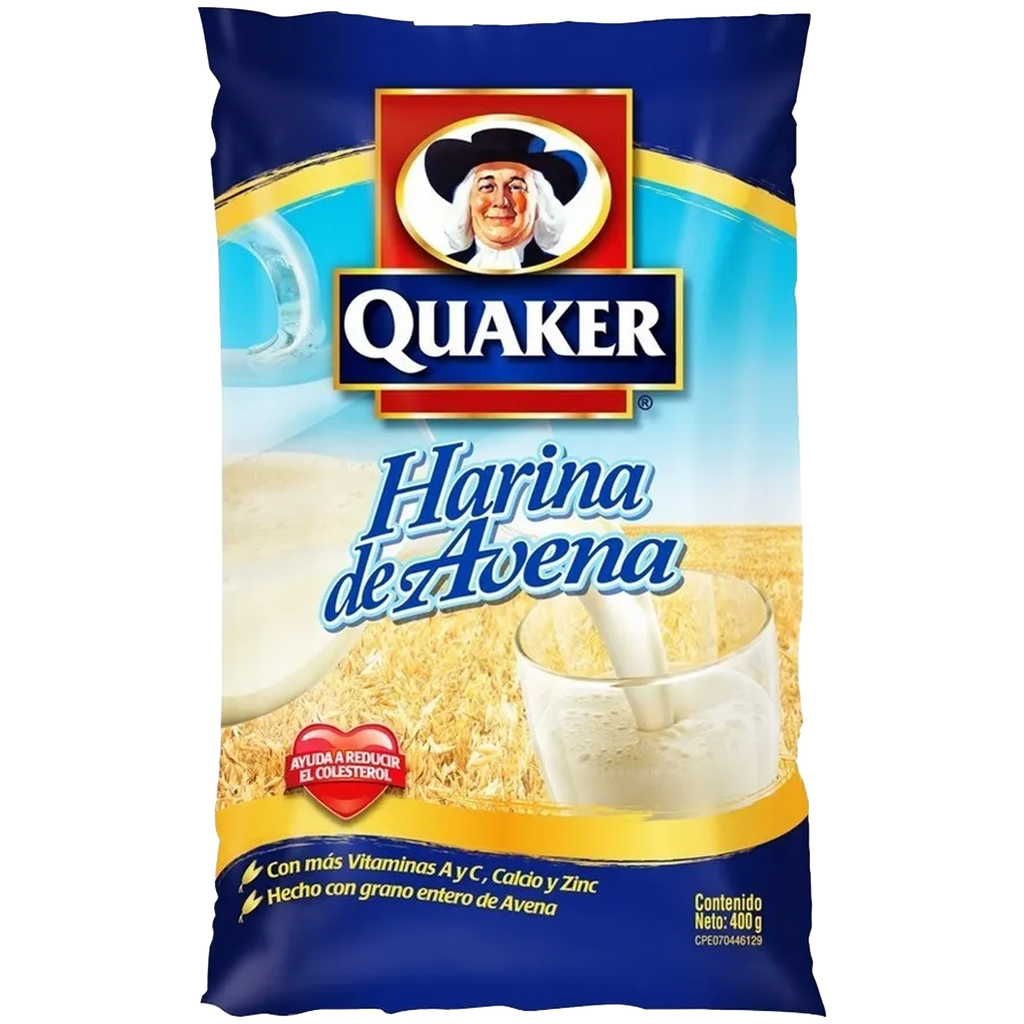 QUAKER
®
Harina
de Avena
AYUDA A REDUCIR
EL COLESTEROL
Con más Vitaminas A y C, Calcio y Zinc
Hecho con grano entero de Avena
Contenido
Neto: 400 g
CPE070446129